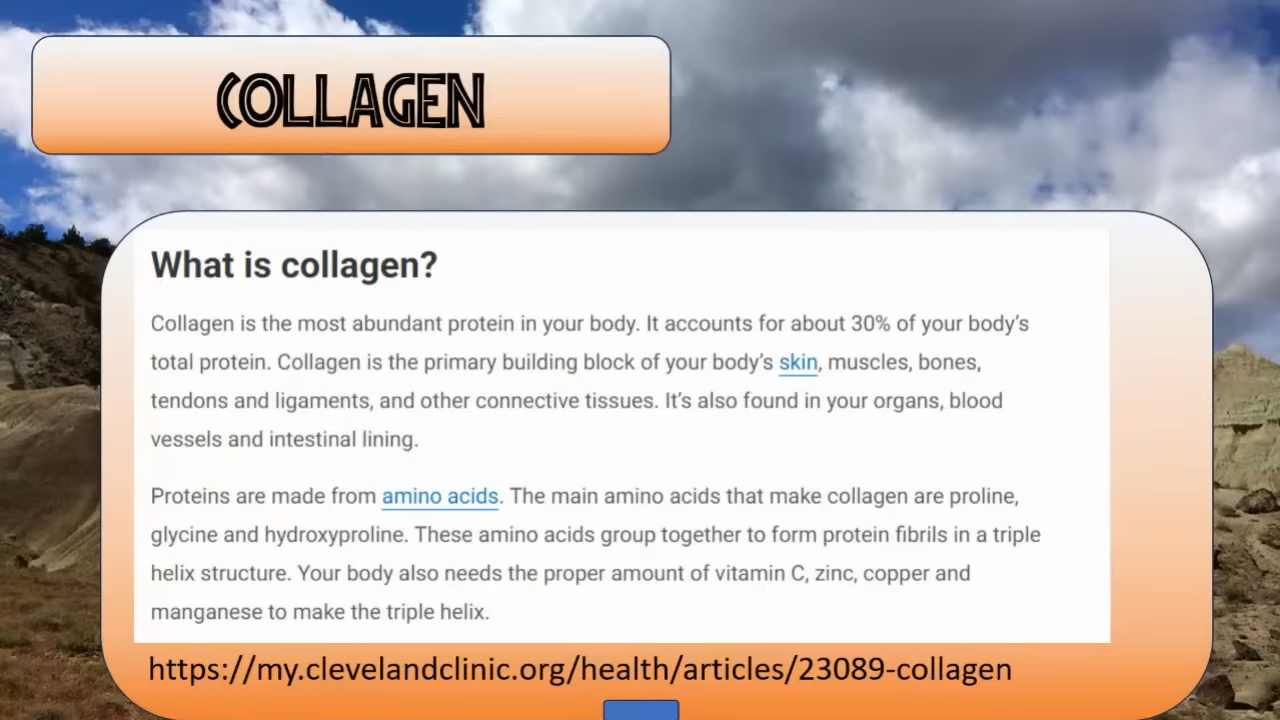 COLLAGEN
What is collagen?
Collagen is the most abundant protein in your body. It accounts for about 30% of your body’s
total protein. Collagen is the primary building block of your body’s skin, muscles, bones,
tendons and ligaments, and other connective tissues. It’s also found in your organs, blood
vessels and intestinal lining.
Proteins are made from amino acids. The main amino acids that make collagen are proline,
glycine and hydroxyproline. These amino acids group together to form protein fibrils in a triple
helix structure. Your body also needs the proper amount of vitamin C, zinc, copper and
manganese to make the triple helix.
https://my.clevelandclinic.org/health/articles/23089-collagen